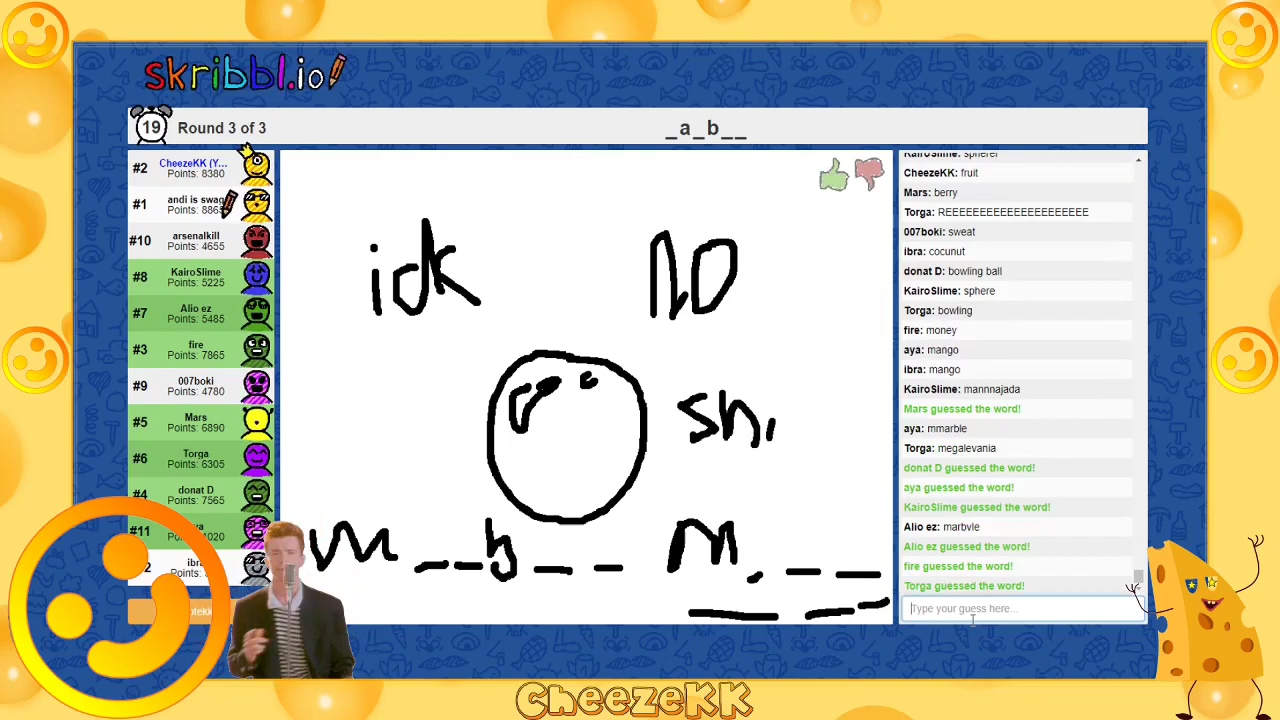 skribbl.io
19 Round 3 of 3 _a_b__
#2 CheezeKK (Y...
Points: 8380
#1 andi is swag
Points: 8865
#10 arsenalkill
Points: 4655
#8 KairoSlime
Points: 5225
#7 Alio ez
Points: 5485
#3 fire
Points: 7865
#9 007boki
Points: 4780
#5 Mars
Points: 6890
#6 Torga
Points: 6305
#4 donat D
Points: 7565
#11
idk
no
shi
m _ _ b _ _ _
m
KairoSlime: spherer
CheezeKK: fruit
Mars: berry
Torga: REEEEEEEEEEEEEEEEEEEEE
007boki: sweat
ibra: cocunut
donat D: bowling ball
KairoSlime: sphere
Torga: bowling
fire: money
aya: mango
ibra: mango
KairoSlime: mannnajada
Mars guessed the word!
aya: mmarble
Torga: megalevania
donat D guessed the word!
aya guessed the word!
KairoSlime guessed the word!
Alio ez: marbvle
Alio ez guessed the word!
fire guessed the word!
Torga guessed the word!
Type your guess here...
CHEEZEKK